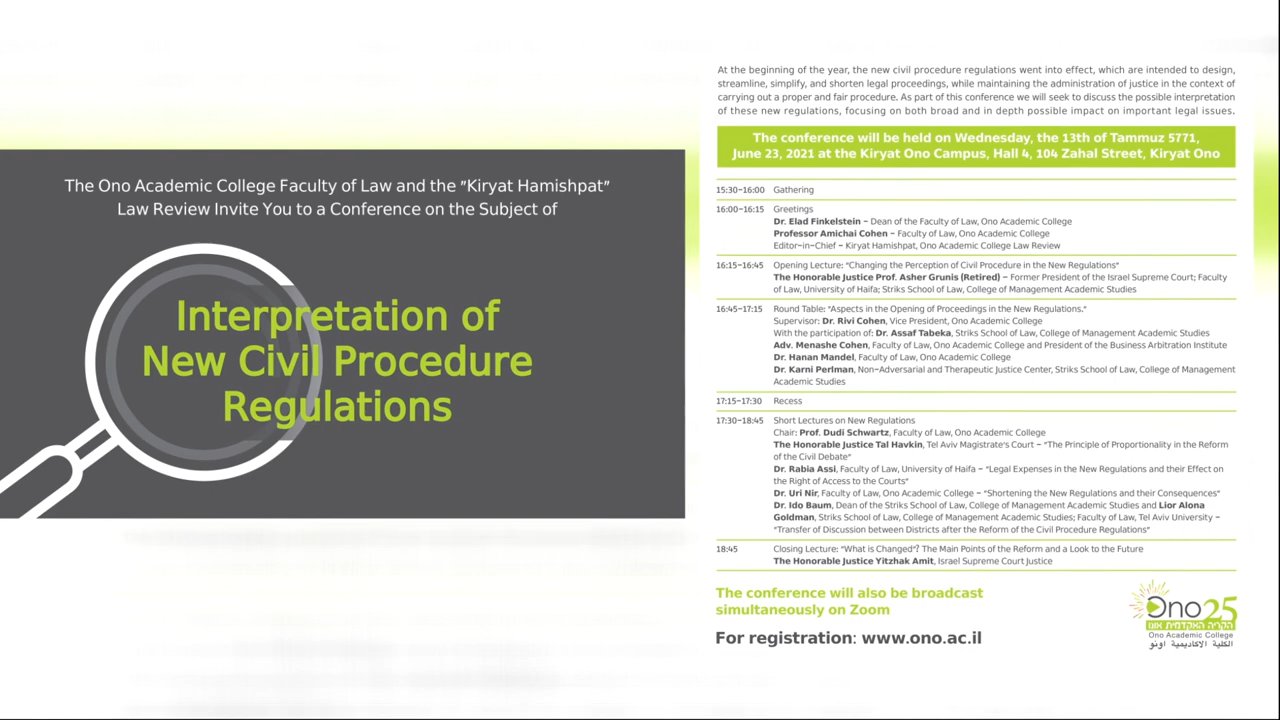 The Ono Academic College Faculty of Law and the "Kiryat Hamishpat"
Law Review Invite You to a Conference on the Subject of
Interpretation of
New Civil Procedure
Regulations
At the beginning of the year, the new civil procedure regulations went into effect, which are intended to design,
streamline, simplify, and shorten legal proceedings, while maintaining the administration of justice in the context of
carrying out a proper and fair procedure. As part of this conference we will seek to discuss the possible interpretation
of these new regulations, focusing on both broad and in depth possible impact on important legal issues.
The conference will be held on Wednesday, the 13th of Tammuz 5771,
June 23, 2021 at the Kiryat Ono Campus, Hall 4, 104 Zahal Street, Kiryat Ono
15:30–16:00 Gathering
16:00–16:15 Greetings
Dr. Elad Finkelstein – Dean of the Faculty of Law, Ono Academic College
Professor Amichai Cohen – Faculty of Law, Ono Academic College
Editor-in-Chief – Kiryat Hamishpat, Ono Academic College Law Review
16:15–16:45 Opening Lecture: "Changing the Perception of Civil Procedure in the New Regulations"
The Honorable Justice Prof. Asher Grunis (Retired) – Former President of the Israel Supreme Court; Faculty
of Law, University of Haifa; Striks School of Law, College of Management Academic Studies
16:45–17:15 Round Table: "Aspects in the Opening of Proceedings in the New Regulations."
Supervisor: Dr. Rivi Cohen, Vice President, Ono Academic College
With the participation of: Dr. Assaf Tabeka, Striks School of Law, College of Management Academic Studies
Adv. Menashe Cohen, Faculty of Law, Ono Academic College and President of the Business Arbitration Institute
Dr. Hanan Mandel, Faculty of Law, Ono Academic College
Dr. Karni Perlman, Non-Adversarial and Therapeutic Justice Center, Striks School of Law, College of Management
Academic Studies
17:15–17:30 Recess
17:30–18:45 Short Lectures on New Regulations
Chair: Prof. Dudi Schwartz, Faculty of Law, Ono Academic College
The Honorable Justice Tal Havkin, Tel Aviv Magistrate's Court – "The Principle of Proportionality in the Reform
of the Civil Debate"
Dr. Rabia Assi, Faculty of Law, University of Haifa – "Legal Expenses in the New Regulations and their Effect on
the Right of Access to the Courts"
Dr. Uri Nir, Faculty of Law, Ono Academic College – "Shortening the New Regulations and their Consequences"
Dr. Ido Baum, Dean of the Striks School of Law, College of Management Academic Studies and Lior Alona
Goldman, Striks School of Law, College of Management Academic Studies; Faculty of Law, Tel Aviv University –
"Transfer of Discussion between Districts after the Reform of the Civil Procedure Regulations"
18:45 Closing Lecture: "What is Changed"? The Main Points of the Reform and a Look to the Future
The Honorable Justice Yitzhak Amit, Israel Supreme Court Justice
The conference will also be broadcast
simultaneously on Zoom
For registration: www.ono.ac.il
Ono25
הקריה האקדמית אונו
Ono Academic College
الكلية الاكاديمية اونو